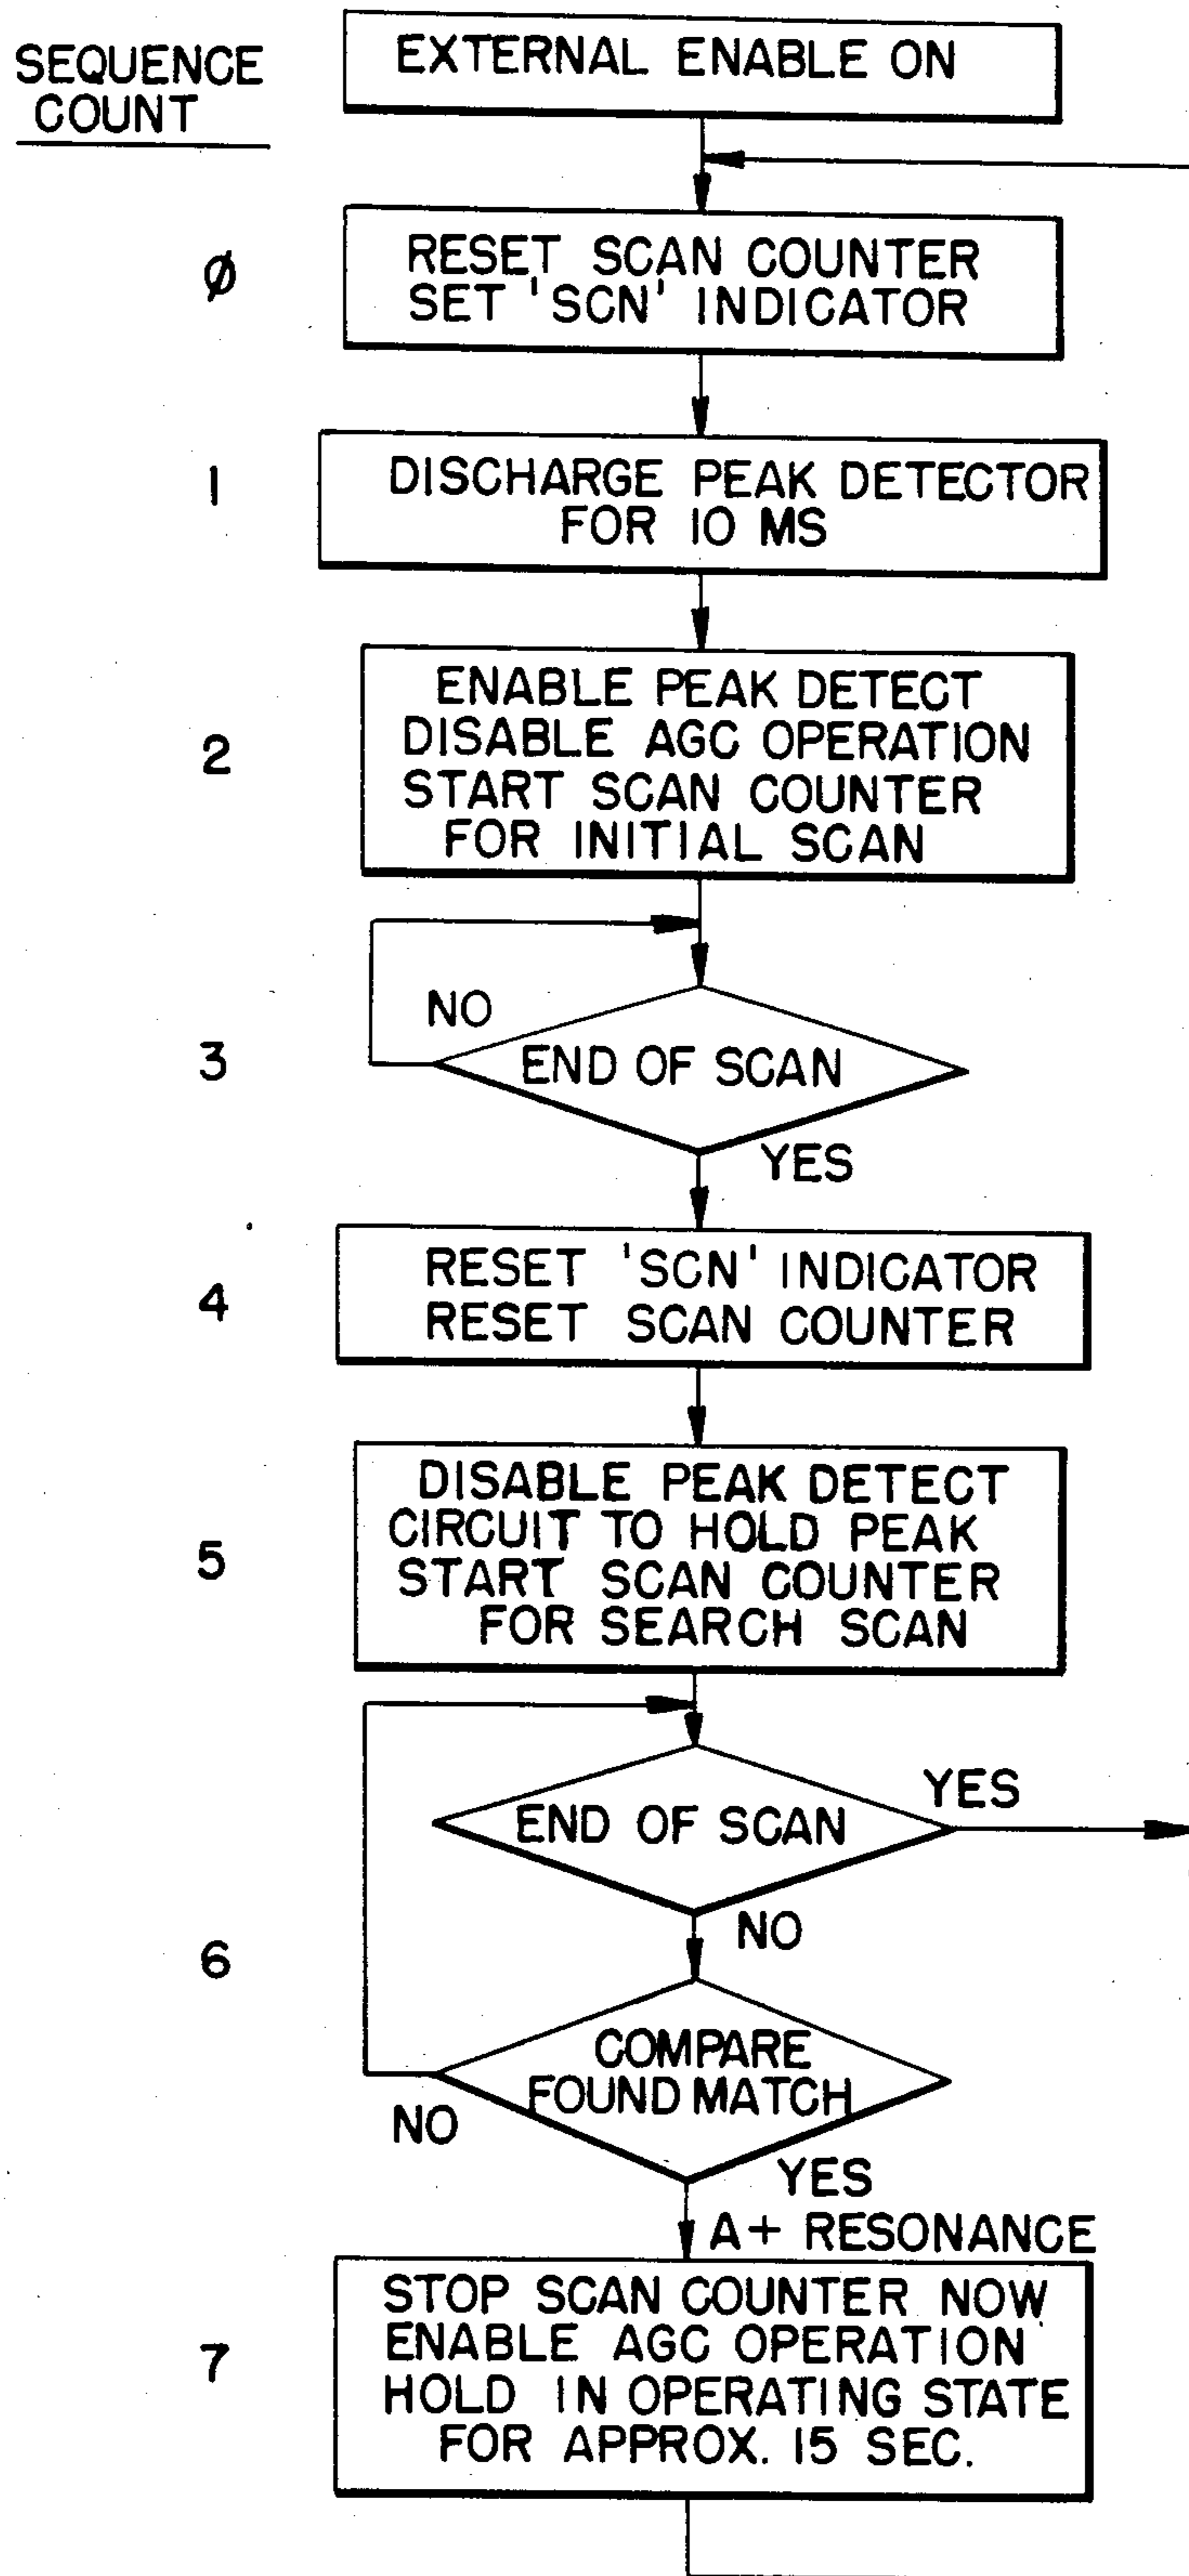 SEQUENCE
COUNT
EXTERNAL ENABLE ON
Ø
RESET SCAN COUNTER
SET 'SCN' INDICATOR
1
DISCHARGE PEAK DETECTOR
FOR 10 MS
2
ENABLE PEAK DETECT
DISABLE AGC OPERATION
START SCAN COUNTER
FOR INITIAL SCAN
3
NO
END OF SCAN
YES
4
RESET 'SCN' INDICATOR
RESET SCAN COUNTER
5
DISABLE PEAK DETECT
CIRCUIT TO HOLD PEAK
START SCAN COUNTER
FOR SEARCH SCAN
END OF SCAN
YES
NO
6
COMPARE
FOUND MATCH
NO
YES
A+ RESONANCE
7
STOP SCAN COUNTER NOW
ENABLE AGC OPERATION
HOLD IN OPERATING STATE
FOR APPROX. 15 SEC.